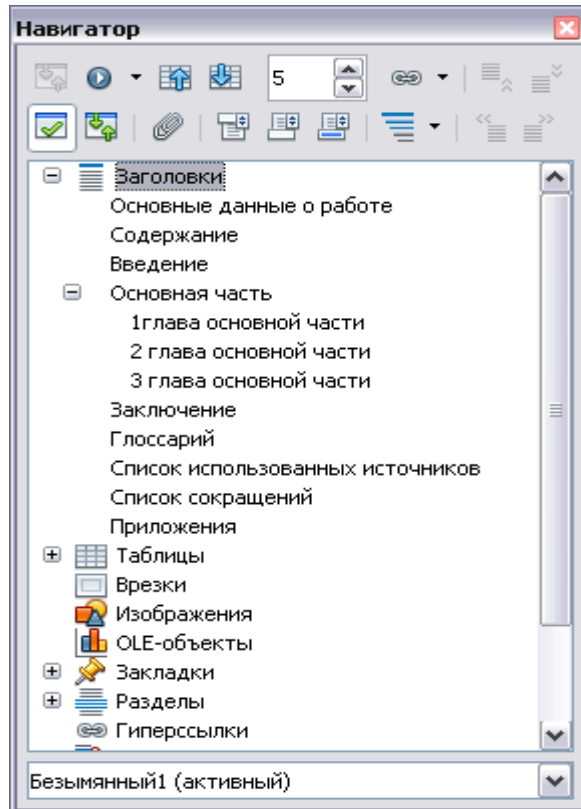 Навигатор
5
Заголовки
Основные данные о работе
Содержание
Введение
Основная часть
1глава основной части
2 глава основной части
3 глава основной части
Заключение
Глоссарий
Список использованных источников
Список сокращений
Приложения
Таблицы
Врезки
Изображения
OLE-объекты
Закладки
Разделы
Гиперссылки
Безымянный1 (активный)